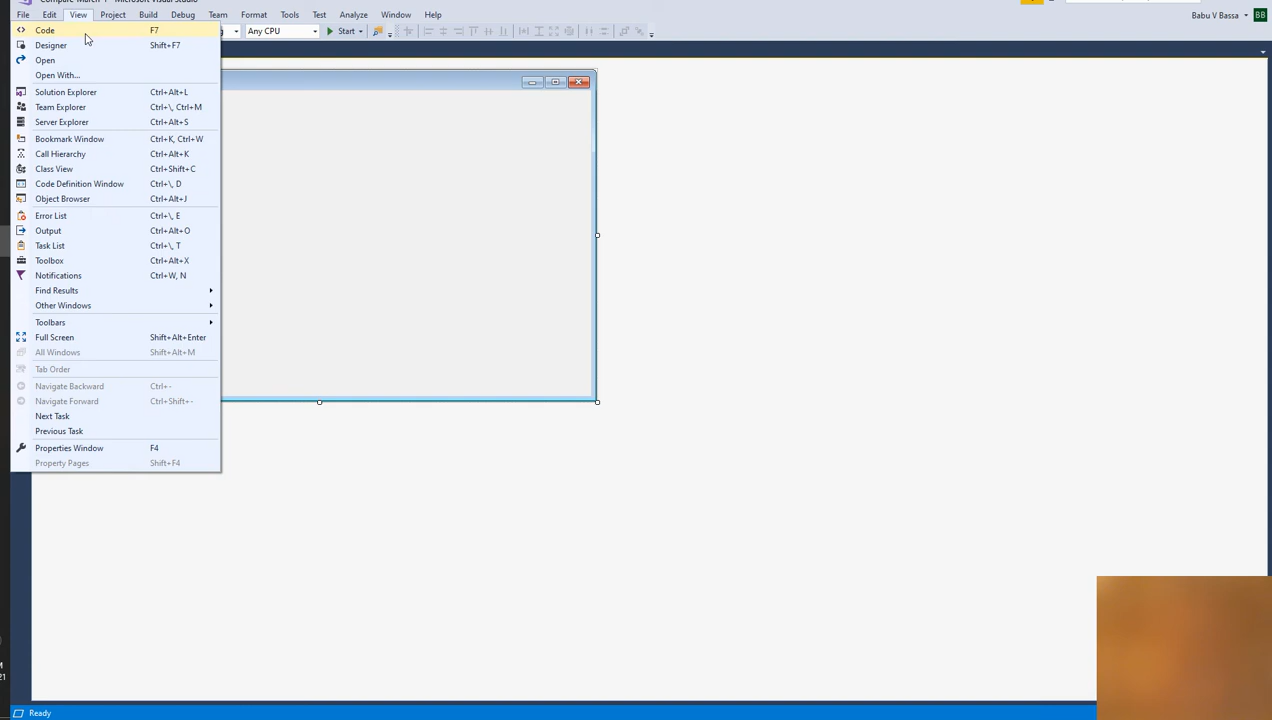 Compare March 4 - Microsoft Visual Studio
File Edit View Project Build Debug Team Format Tools Test Analyze Window Help
Babu V Bassa BB
Any CPU Start
Code F7
Designer Shift+F7
Open
Open With...
Solution Explorer Ctrl+Alt+L
Team Explorer Ctrl+\, Ctrl+M
Server Explorer Ctrl+Alt+S
Bookmark Window Ctrl+K, Ctrl+W
Call Hierarchy Ctrl+Alt+K
Class View Ctrl+Shift+C
Code Definition Window Ctrl+\, D
Object Browser Ctrl+Alt+J
Error List Ctrl+\, E
Output Ctrl+Alt+O
Task List Ctrl+\, T
Toolbox Ctrl+Alt+X
Notifications Ctrl+W, N
Find Results
Other Windows
Toolbars
Full Screen Shift+Alt+Enter
All Windows Shift+Alt+M
Tab Order
Navigate Backward Ctrl+-
Navigate Forward Ctrl+Shift+-
Next Task
Previous Task
Properties Window F4
Property Pages Shift+F4
Ready